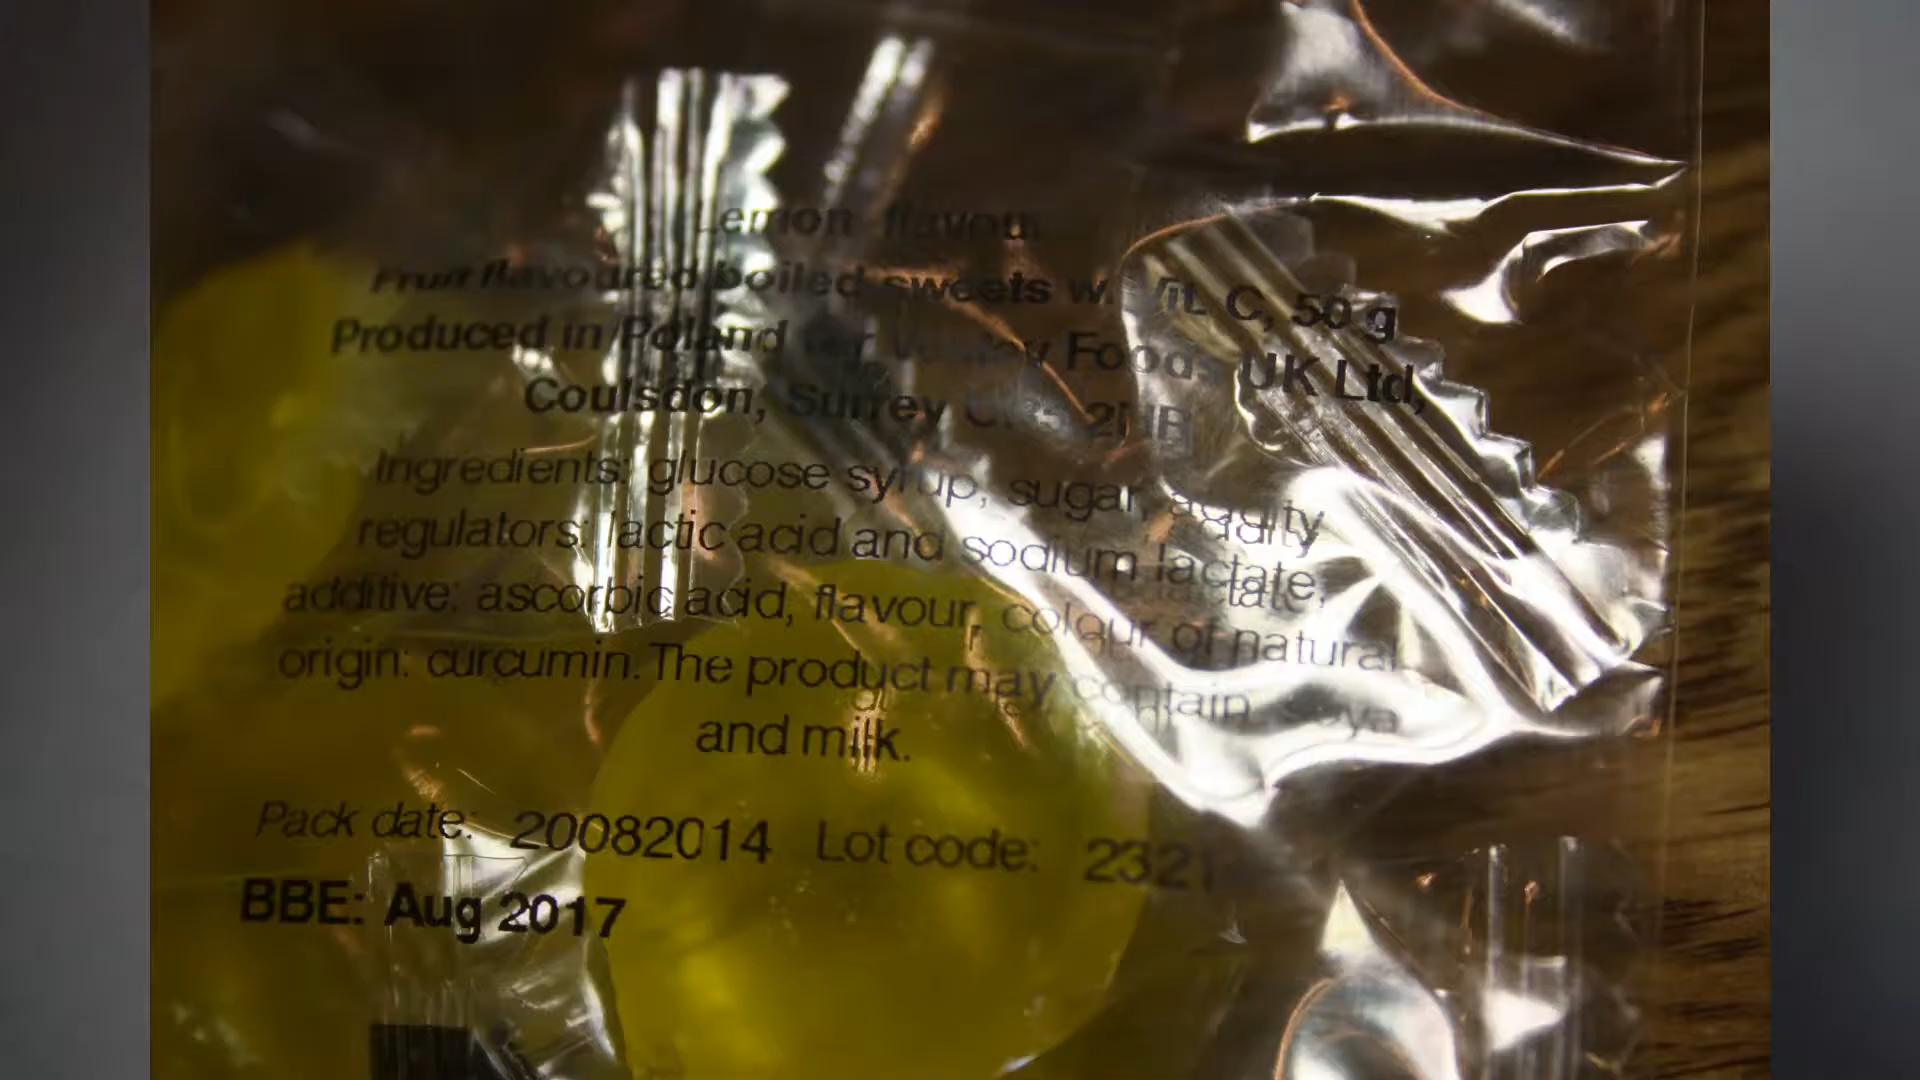 Lemon flavour
Fruit flavoured boiled sweets Vit. C, 50 g
Produced in Poland for Foods UK Ltd,
Coulsdon, Surrey
Ingredients: glucose syrup, sugar, acidity
regulators: lactic acid and sodium lactate,
additive: ascorbic acid, flavour, colour of natural
origin: curcumin. The product may contain soya
and milk.
Pack date: 20082014 Lot code: 2321
BBE: Aug 2017